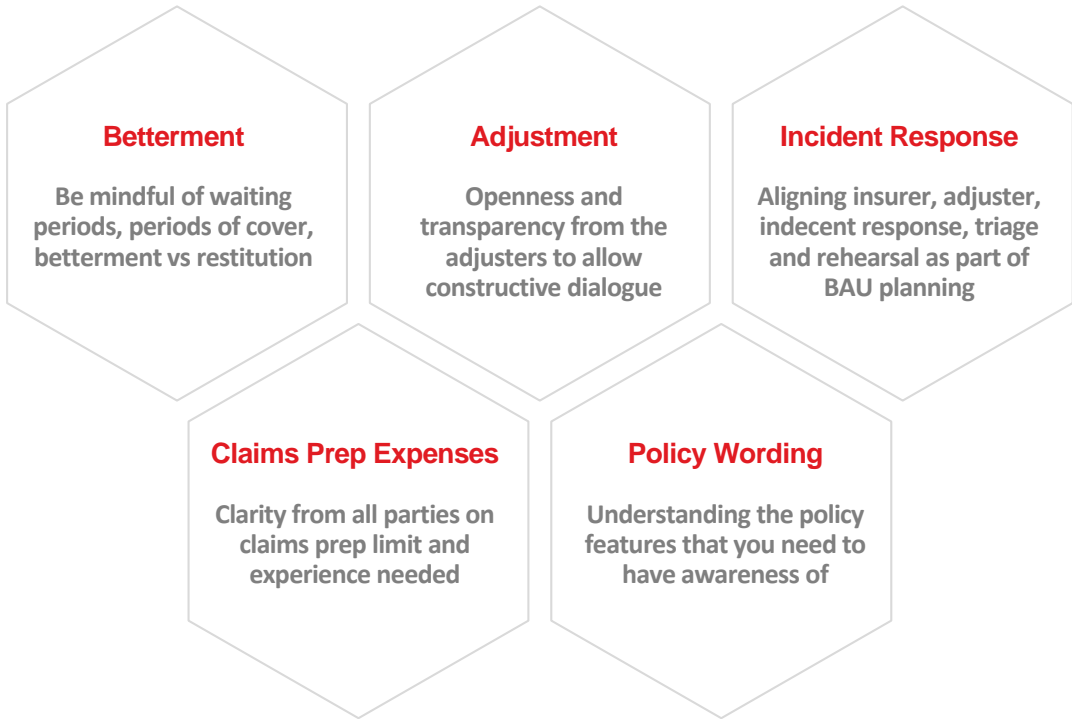 Betterment
Be mindful of waiting
periods, periods of cover,
betterment vs restitution
Adjustment
Openness and
transparency from the
adjusters to allow
constructive dialogue
Incident Response
Aligning insurer, adjuster,
indecent response, triage
and rehearsal as part of
BAU planning
Claims Prep Expenses
Clarity from all parties on
claims prep limit and
experience needed
Policy Wording
Understanding the policy
features that you need to
have awareness of